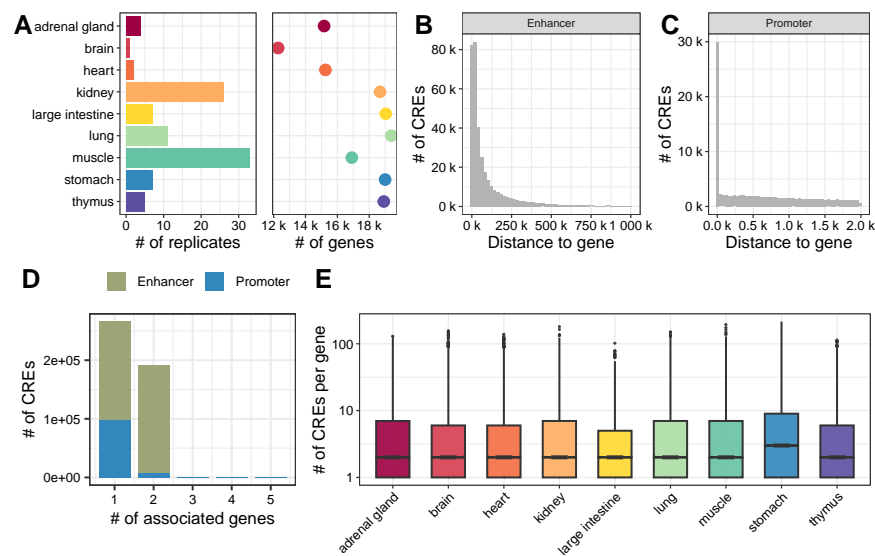 A
adrenal gland
brain
heart
kidney
large intestine
lung
muscle
stomach
thymus
0 10 20 30
# of replicates
12 k 14 k 16 k 18 k
# of genes
B
Enhancer
80 k
60 k
40 k
20 k
0 k
# of CREs
0 k 250 k 500 k 750 k 1 000 k
Distance to gene
C
Promoter
30 k
20 k
10 k
0 k
# of CREs
0.0 k 0.5 k 1.0 k 1.5 k 2.0 k
Distance to gene
D
Enhancer Promoter
2e+05
1e+05
0e+00
# of CREs
1 2 3 4 5
# of associated genes
E
100
10
1
# of CREs per gene
adrenal gland
brain
heart
kidney
large intestine
lung
muscle
stomach
thymus